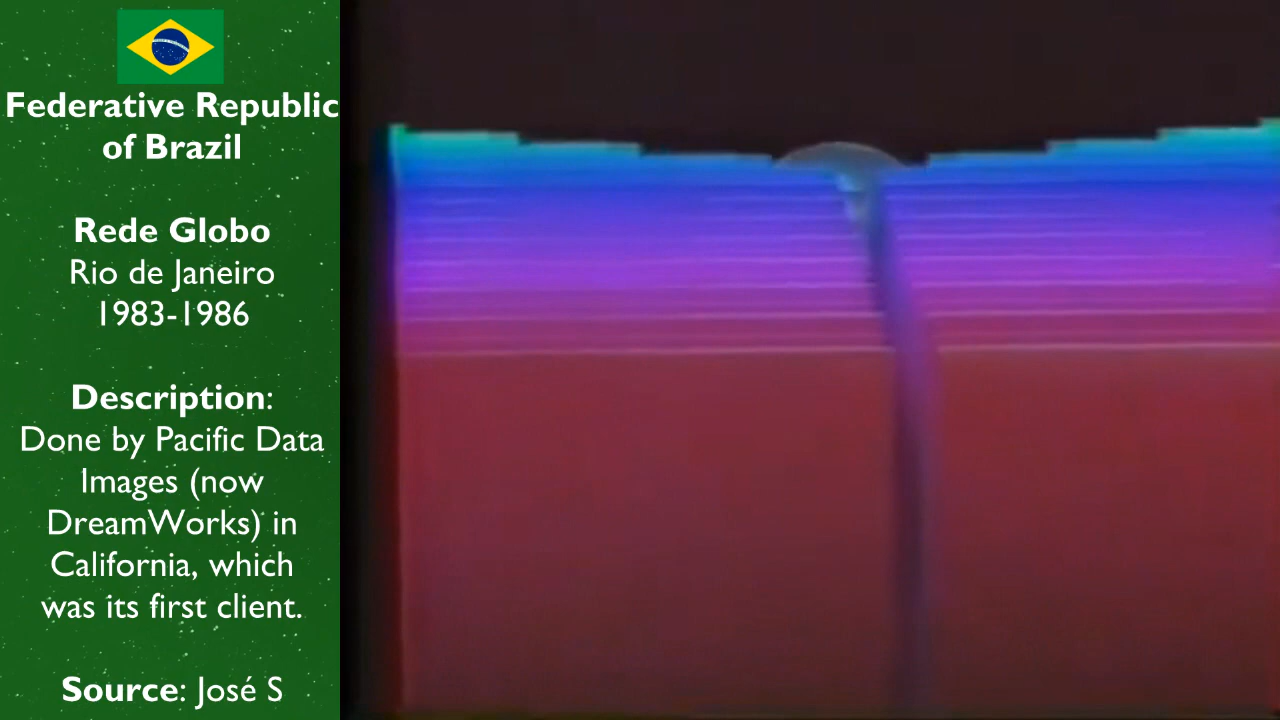 Federative Republic
of Brazil
Rede Globo
Rio de Janeiro
1983-1986
Description:
Done by Pacific Data
Images (now
DreamWorks) in
California, which
was its first client.
Source: José S